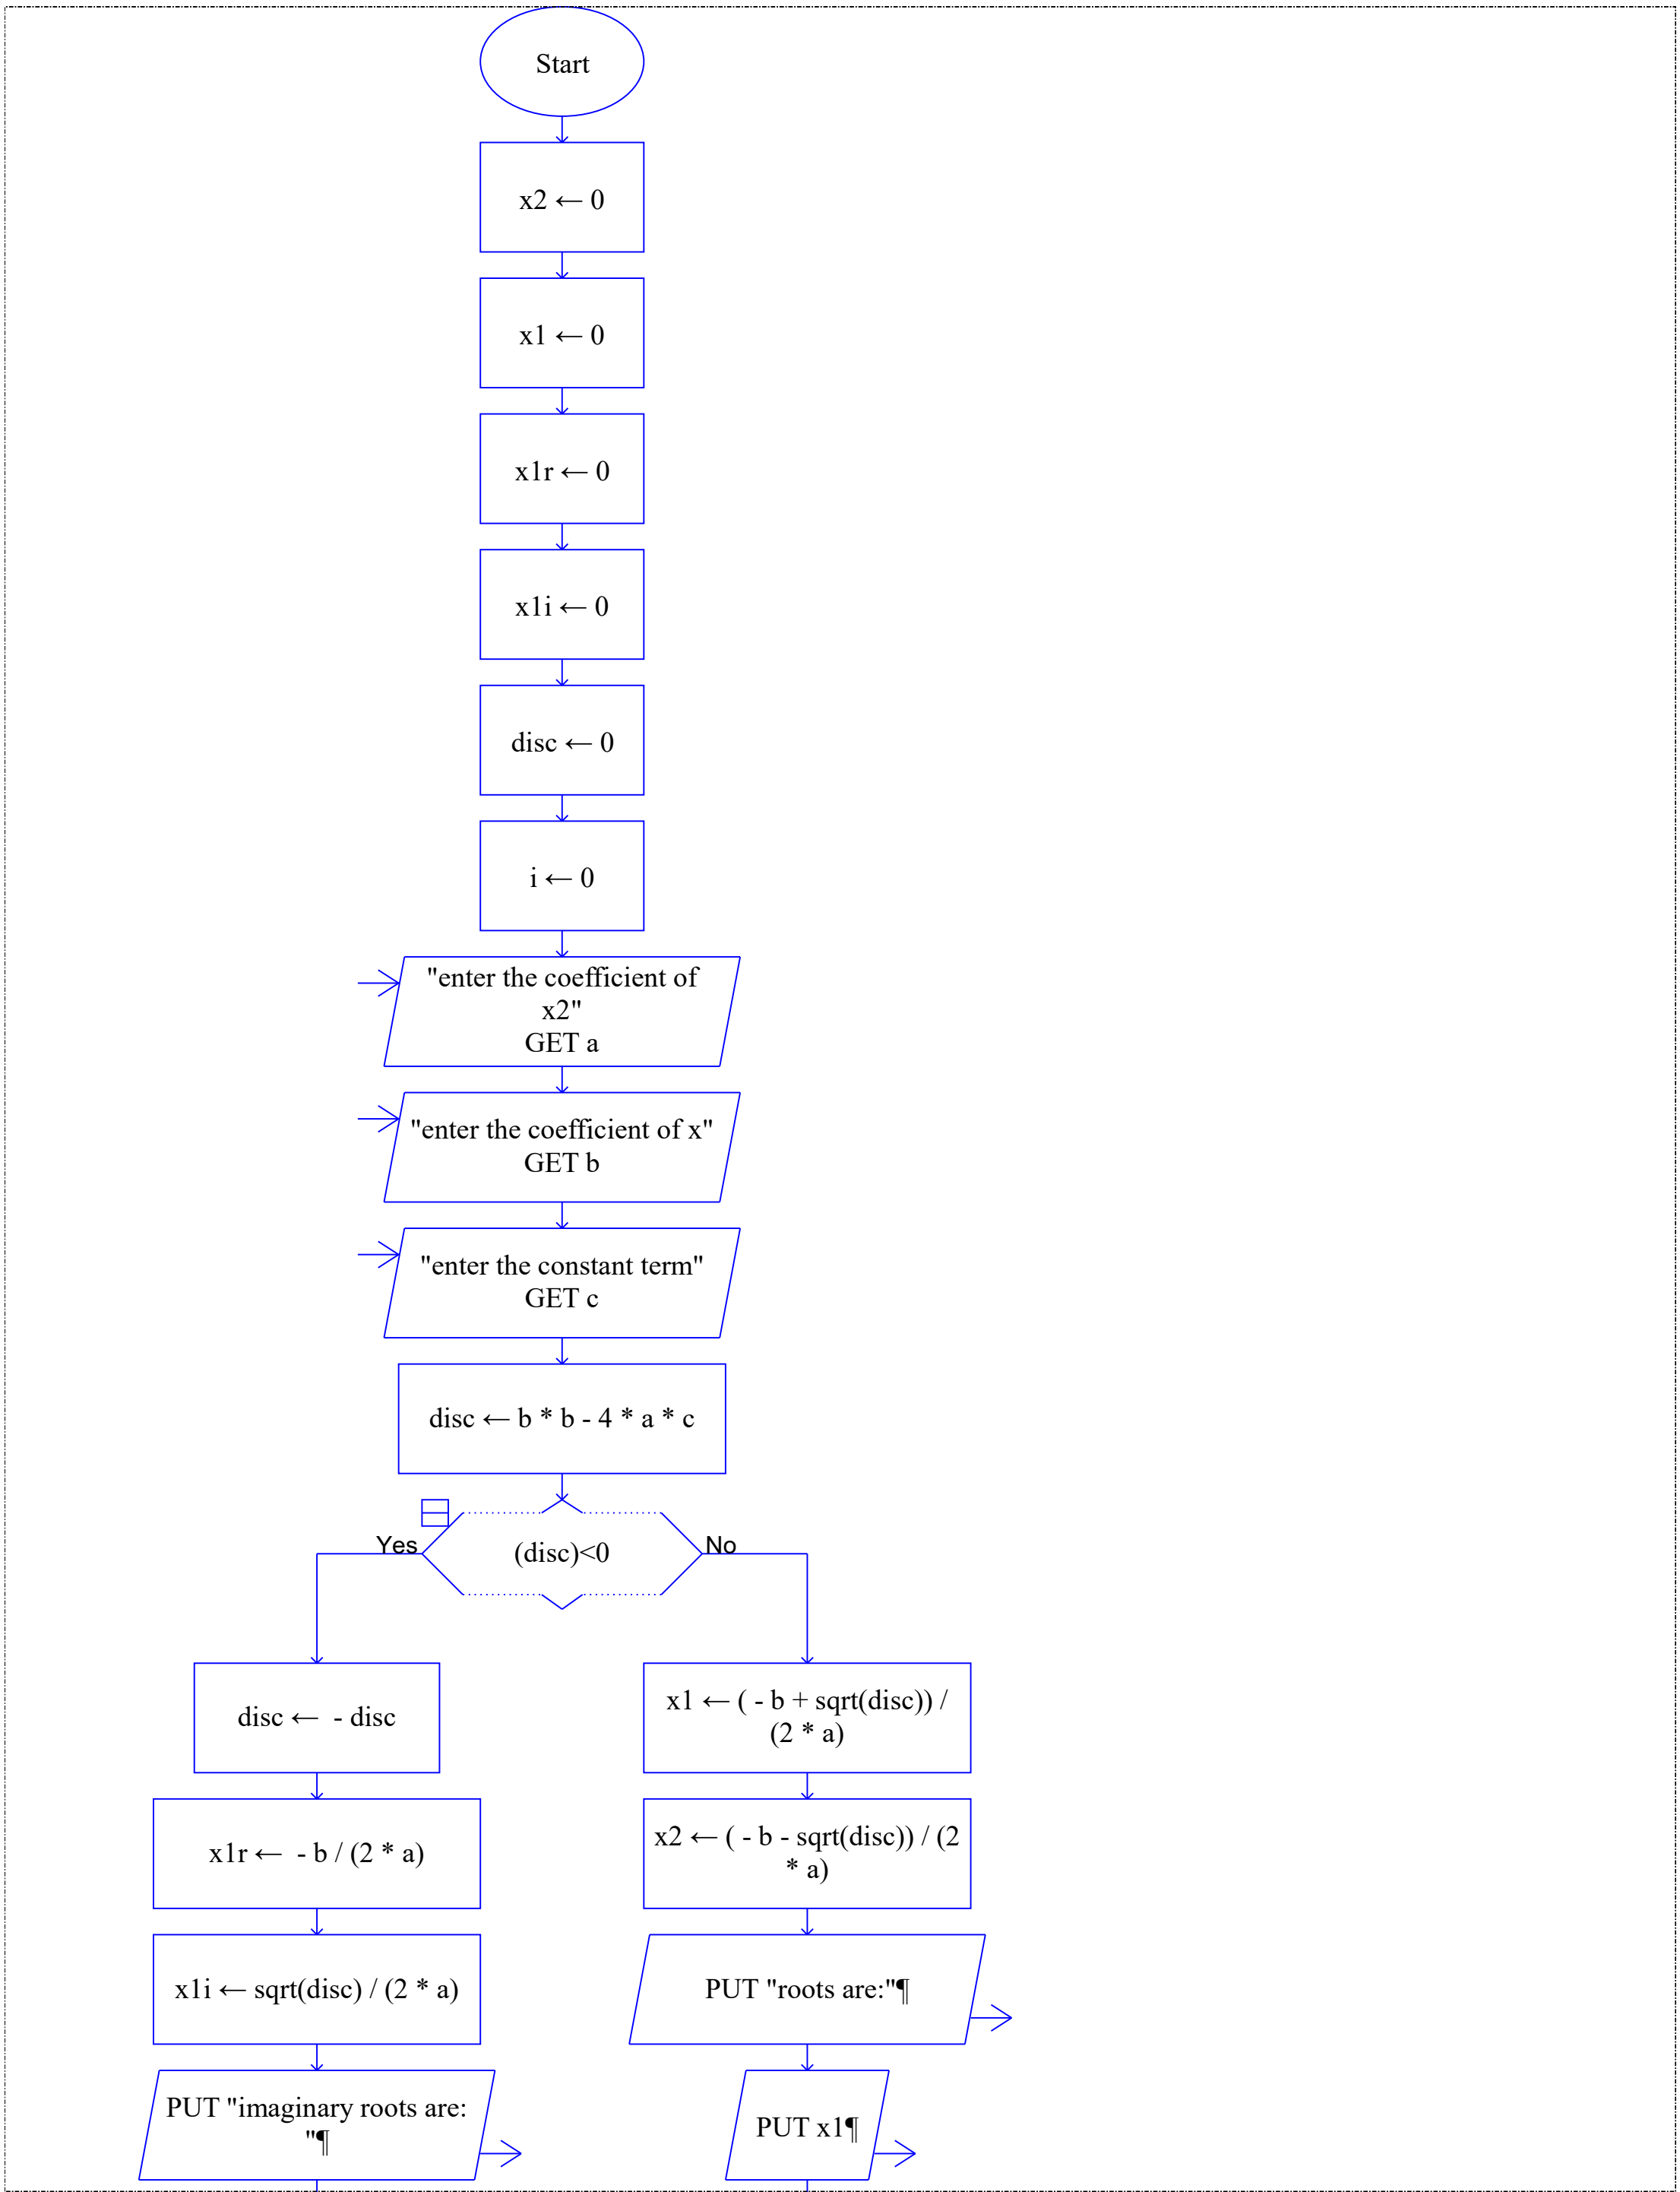 Start
x2 ← 0
x1 ← 0
x1r ← 0
x1i ← 0
disc ← 0
i ← 0
"enter the coefficient of
x2"
GET a
"enter the coefficient of x"
GET b
"enter the constant term"
GET c
disc ← b * b - 4 * a * c
Yes
(disc)<0
No
disc ← - disc
x1r ← - b / (2 * a)
x1i ← sqrt(disc) / (2 * a)
PUT "imaginary roots are:
"¶
x1 ← ( - b + sqrt(disc)) /
(2 * a)
x2 ← ( - b - sqrt(disc)) / (2
* a)
PUT "roots are:"¶
PUT x1¶